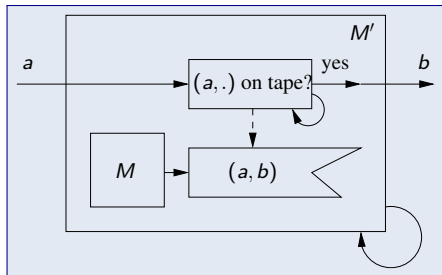 M′
a
(a,.) on tape?
yes
b
M
(a,b)